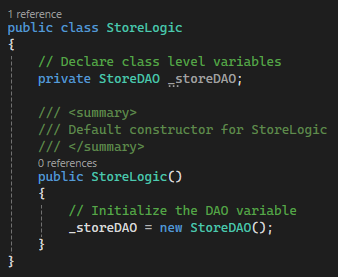 1 reference
public class StoreLogic
{
    // Declare class level variables
    private StoreDAO _storeDAO;

    /// <summary>
    /// Default constructor for StoreLogic
    /// </summary>
    0 references
    public StoreLogic()
    {
        // Initialize the DAO variable
        _storeDAO = new StoreDAO();
    }
}